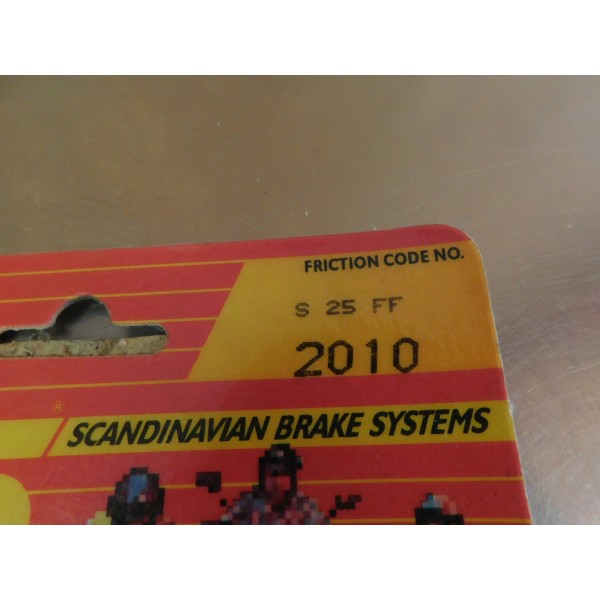 FRICTION CODE NO.
S 25 FF
2010
®
SCANDINAVIAN BRAKE SYSTEMS